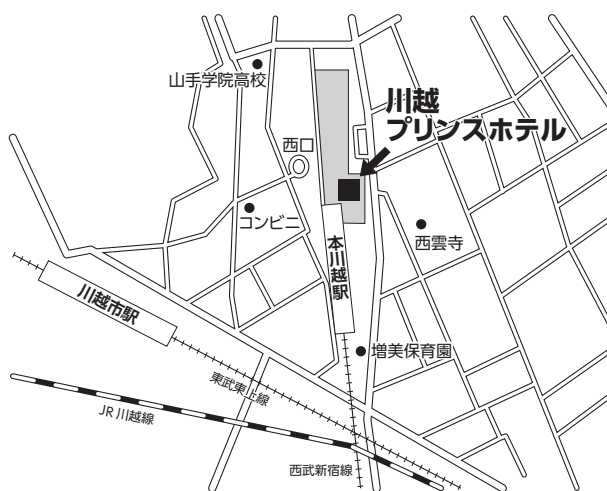 山手学院高校
川越
プリンスホテル
西口
コンビニ
西雲寺
本川越駅
川越市駅
増美保育園
東武東上線
JR 川越線
西武新宿線